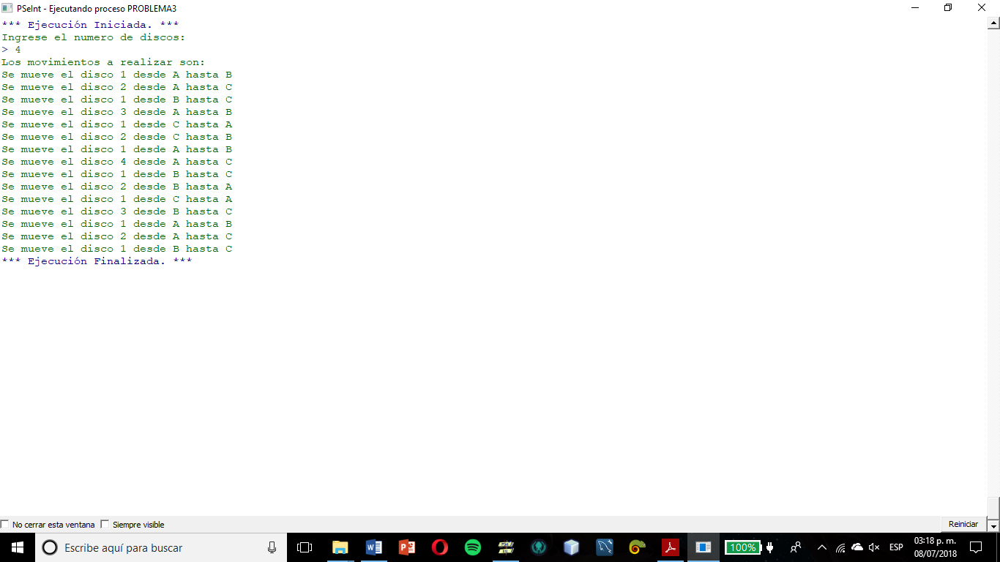 PSeInt - Ejecutando proceso PROBLEMA3
*** Ejecución Iniciada. ***
Ingrese el numero de discos:
> 4
Los movimientos a realizar son:
Se mueve el disco 1 desde A hasta B
Se mueve el disco 2 desde A hasta C
Se mueve el disco 1 desde B hasta C
Se mueve el disco 3 desde A hasta B
Se mueve el disco 1 desde C hasta A
Se mueve el disco 2 desde C hasta B
Se mueve el disco 1 desde A hasta B
Se mueve el disco 4 desde A hasta C
Se mueve el disco 1 desde B hasta C
Se mueve el disco 2 desde B hasta A
Se mueve el disco 1 desde C hasta A
Se mueve el disco 3 desde B hasta C
Se mueve el disco 1 desde A hasta B
Se mueve el disco 2 desde A hasta C
Se mueve el disco 1 desde B hasta C
*** Ejecución Finalizada. ***
No cerrar esta ventana Siempre visible Reiniciar
Escribe aquí para buscar 100% ESP 03:18 p. m.
08/07/2018